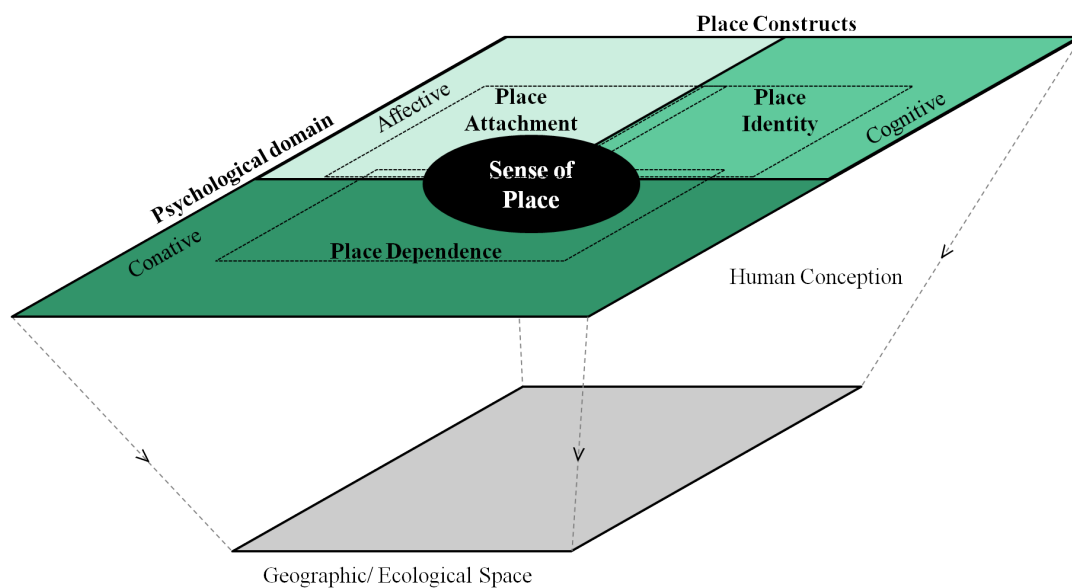 Place Constructs
Affective
Place
Attachment
Place
Identity
Cognitive
Psychological domain
Sense of
Place
Conative
Place Dependence
Human Conception
Geographic/ Ecological Space